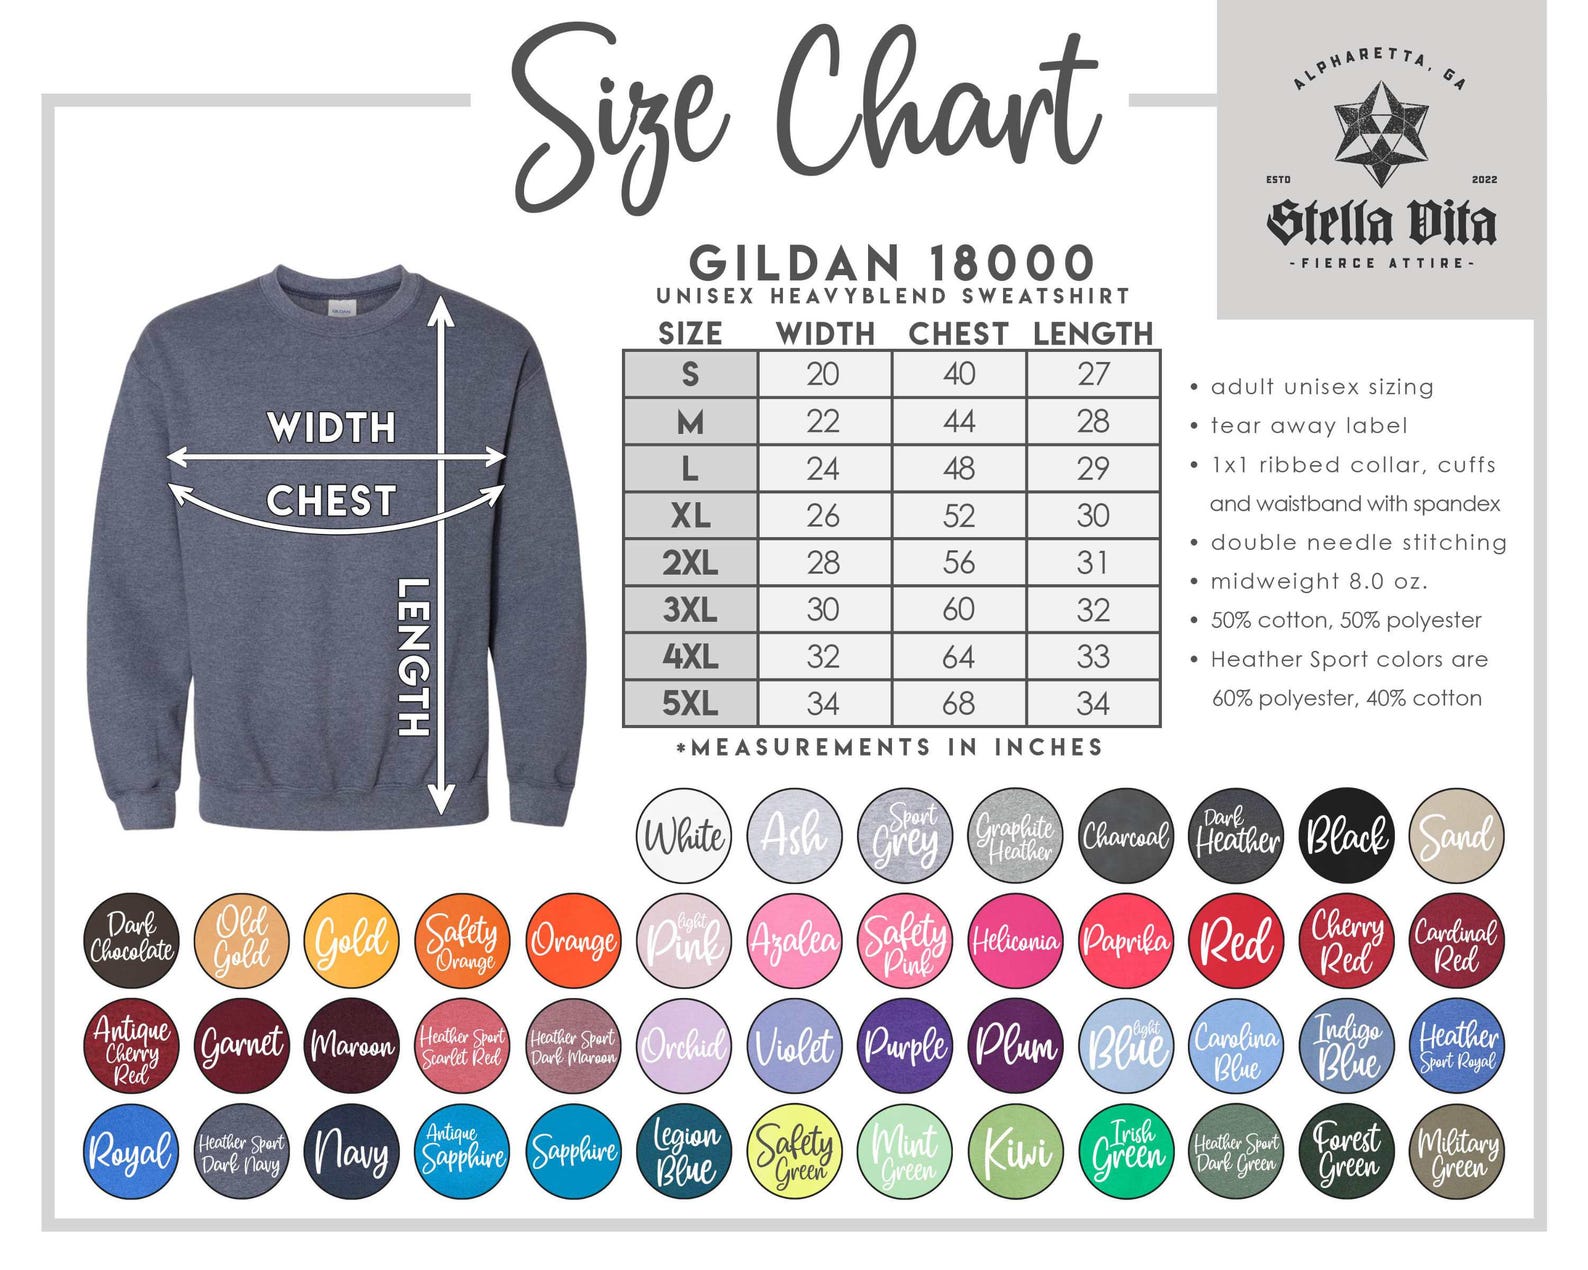 Size Chart
ALPHARETTA, GA
ESTD 2022
Stella Vita
-FIERCE ATTIRE-
GILDAN 18000
UNISEX HEAVYBLEND SWEATSHIRT
SIZE WIDTH CHEST LENGTH
S 20 40 27
M 22 44 28
L 24 48 29
XL 26 52 30
2XL 28 56 31
3XL 30 60 32
4XL 32 64 33
5XL 34 68 34
*MEASUREMENTS IN INCHES
GILDAN
WIDTH
CHEST
LENGTH
• adult unisex sizing
• tear away label
• 1x1 ribbed collar, cuffs
and waistband with spandex
• double needle stitching
• midweight 8.0 oz.
• 50% cotton, 50% polyester
• Heather Sport colors are
60% polyester, 40% cotton
White
Ash
Sport
Grey
Graphite
Heather
Charcoal
Dark
Heather
Black
Sand
Dark
Chocolate
Old
Gold
Gold
Safety
Orange
Orange
light
Pink
Azalea
Safety
Pink
Heliconia
Paprika
Red
Cherry
Red
Cardinal
Red
Antique
Cherry
Red
Garnet
Maroon
Heather Sport
Scarlet Red
Heather Sport
Dark Maroon
Orchid
Violet
Purple
Plum
light
Blue
Carolina
Blue
Indigo
Blue
Heather
Sport Royal
Royal
Heather Sport
Dark Navy
Navy
Antique
Sapphire
Sapphire
Legion
Blue
Safety
Green
Mint
Green
Kiwi
Irish
Green
Heather Sport
Dark Green
Forest
Green
Military
Green